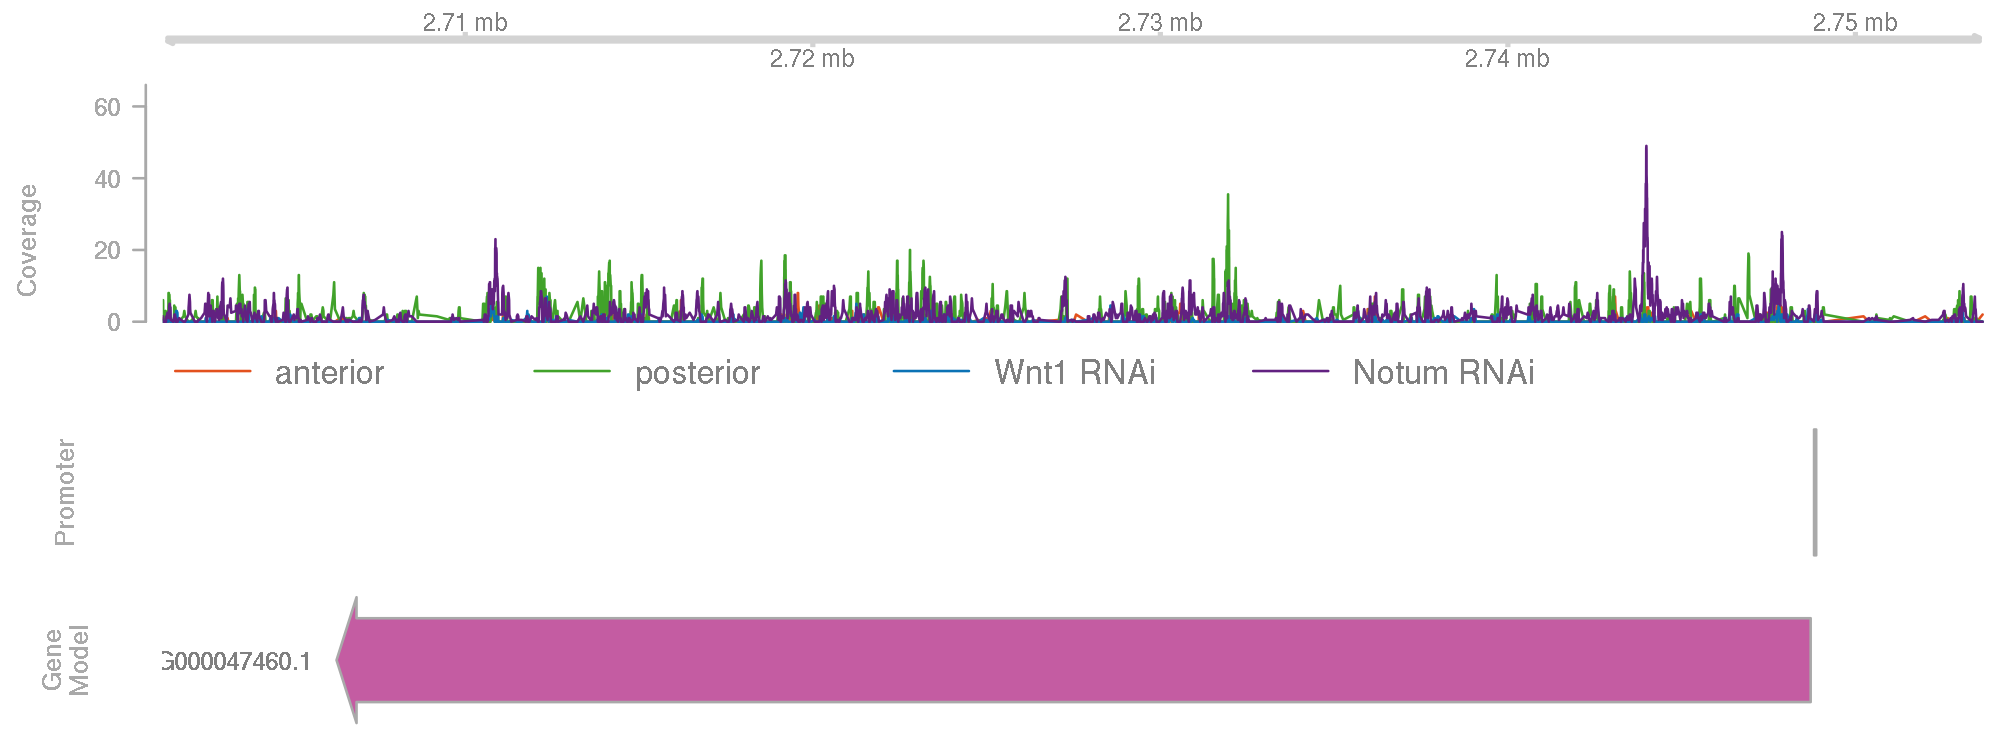 2.71 mb
2.73 mb
2.75 mb
2.72 mb
2.74 mb
Coverage
60
40
20
0
anterior
posterior
Wnt1 RNAi
Notum RNAi
Promoter
Gene
Model
G000047460.1